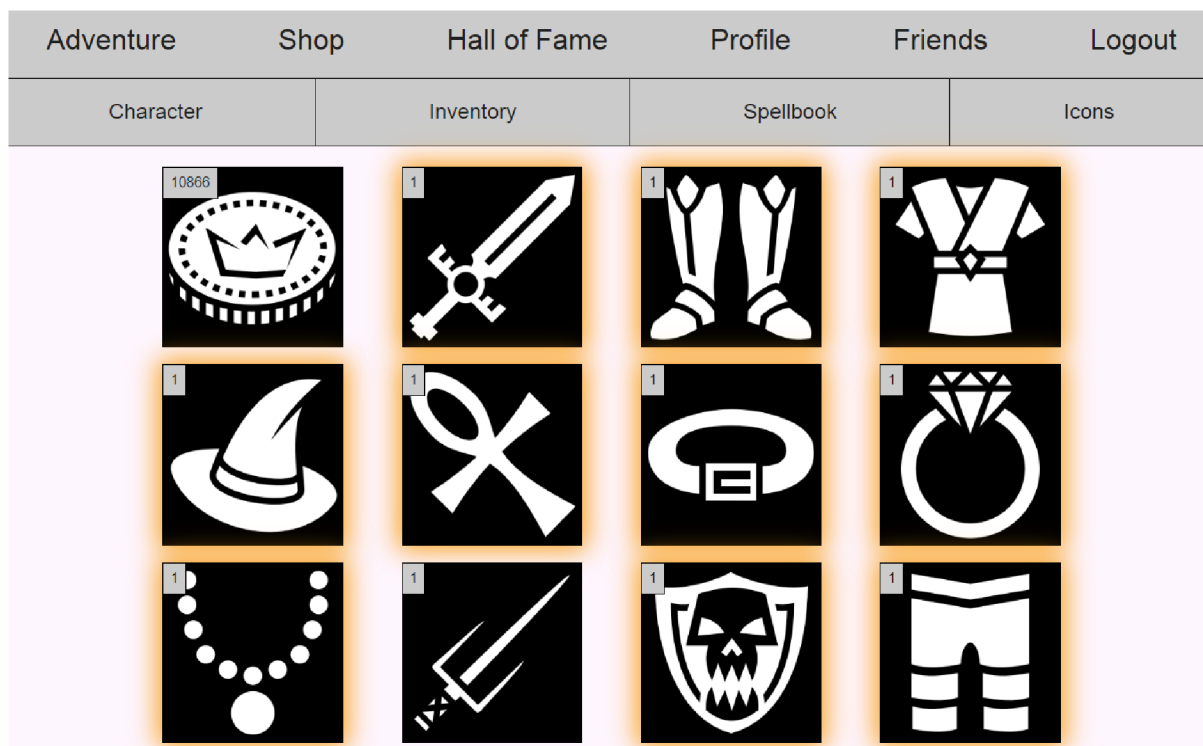 Adventure Shop Hall of Fame Profile Friends Logout
Character Inventory Spellbook Icons
10866 1 1 1
1 1 1 1
1 1 1 1